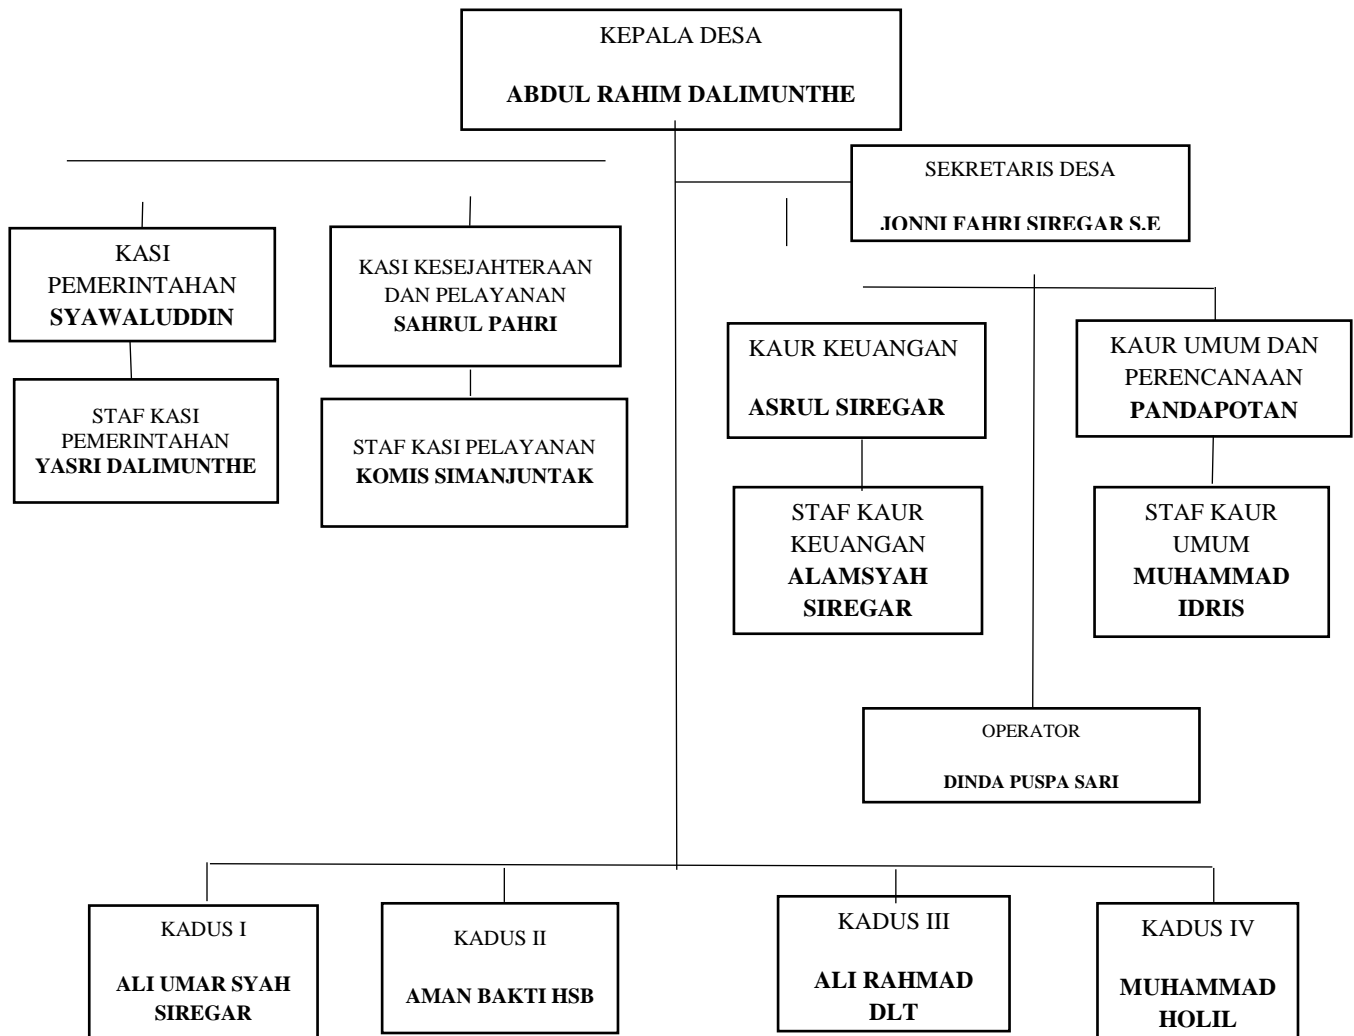 KEPALA DESA
ABDUL RAHIM DALIMUNTHE
SEKRETARIS DESA
JONNI FAHRI SIREGAR S.E
KASI
PEMERINTAHAN
SYAWALUDDIN
KASI KESEJAHTERAAN
DAN PELAYANAN
SAHRUL PAHRI
KAUR KEUANGAN
ASRUL SIREGAR
KAUR UMUM DAN
PERENCANAAN
PANDAPOTAN
STAF KASI
PEMERINTAHAN
YASRI DALIMUNTHE
STAF KASI PELAYANAN
KOMIS SIMANJUNTAK
STAF KAUR
KEUANGAN
ALAMSYAH
SIREGAR
STAF KAUR
UMUM
MUHAMMAD
IDRIS
OPERATOR
DINDA PUSPA SARI
KADUS I
ALI UMAR SYAH
SIREGAR
KADUS II
AMAN BAKTI HSB
KADUS III
ALI RAHMAD
DLT
KADUS IV
MUHAMMAD
HOLIL